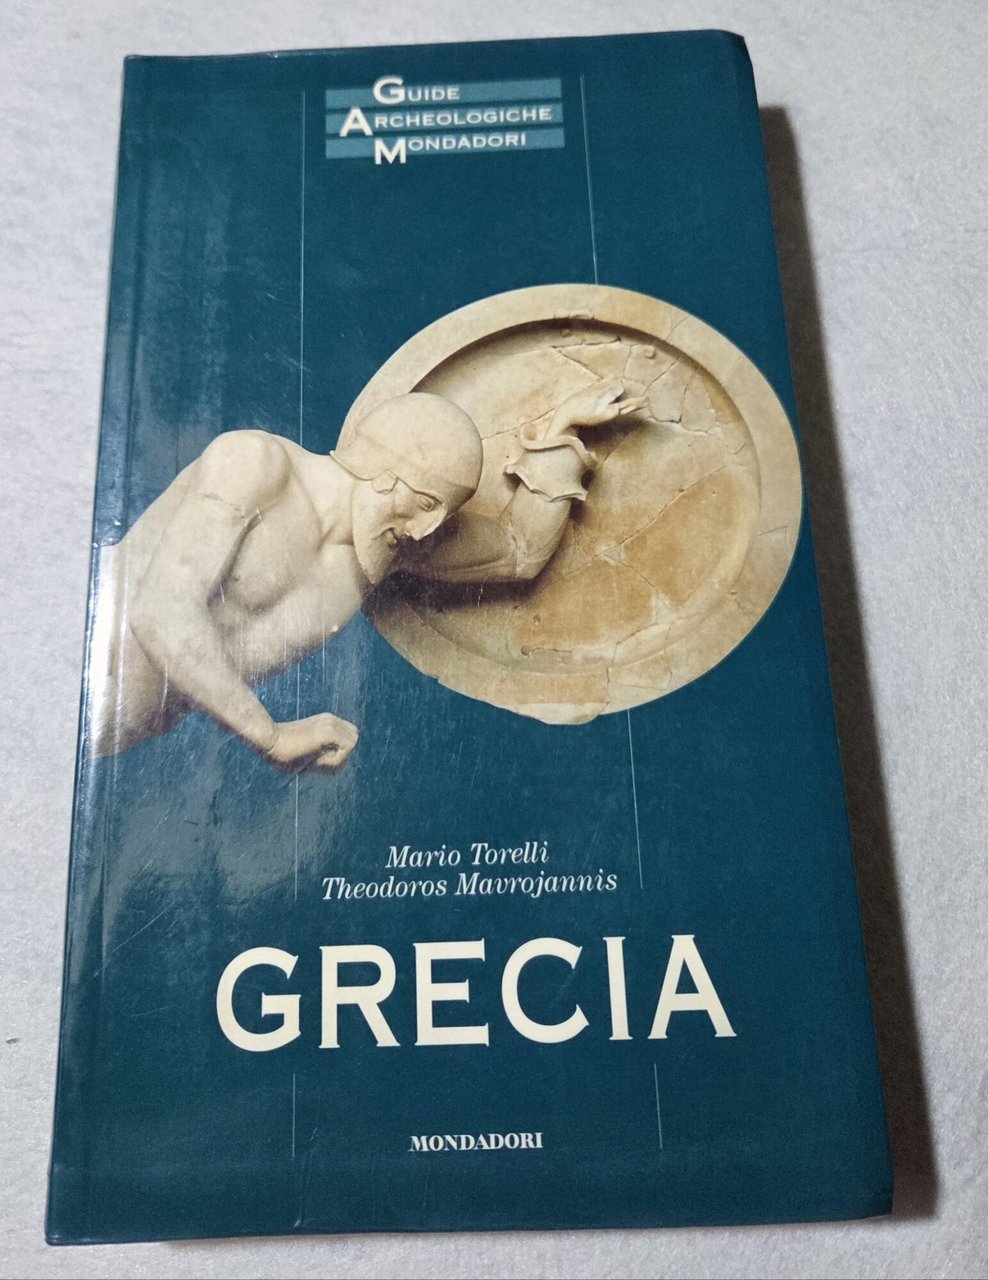 GUIDE
ARCHEOLOGICHE
MONDADORI
Mario Torelli
Theodoros Mavrojannis
GRECIA
MONDADORI